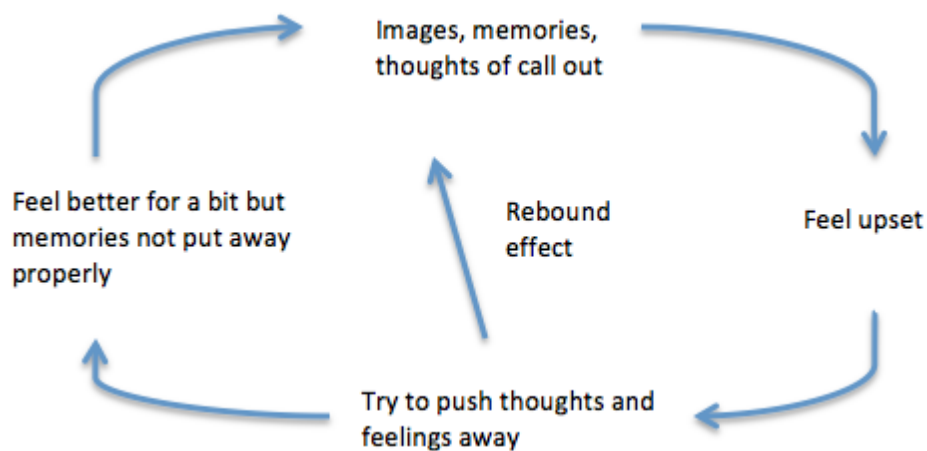 Images, memories,
thoughts of call out
Feel better for a bit but
memories not put away
properly
Rebound
effect
Feel upset
Try to push thoughts and
feelings away